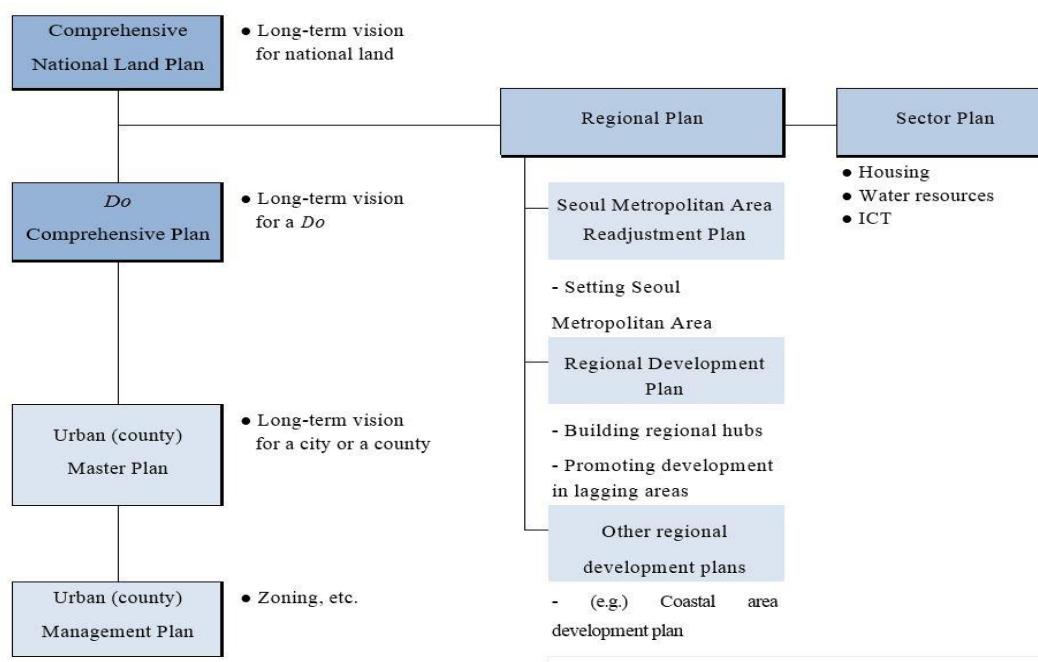 Comprehensive
National Land Plan
● Long-term vision
for national land
Regional Plan
Sector Plan
● Housing
● Water resources
● ICT
Do
Comprehensive Plan
● Long-term vision
for a Do
Seoul Metropolitan Area
Readjustment Plan
- Setting Seoul
Metropolitan Area
Regional Development
Plan
- Building regional hubs
- Promoting development
in lagging areas
Urban (county)
Master Plan
● Long-term vision
for a city or a county
Other regional
development plans
- (e.g.) Coastal area
development plan
Urban (county)
Management Plan
● Zoning, etc.